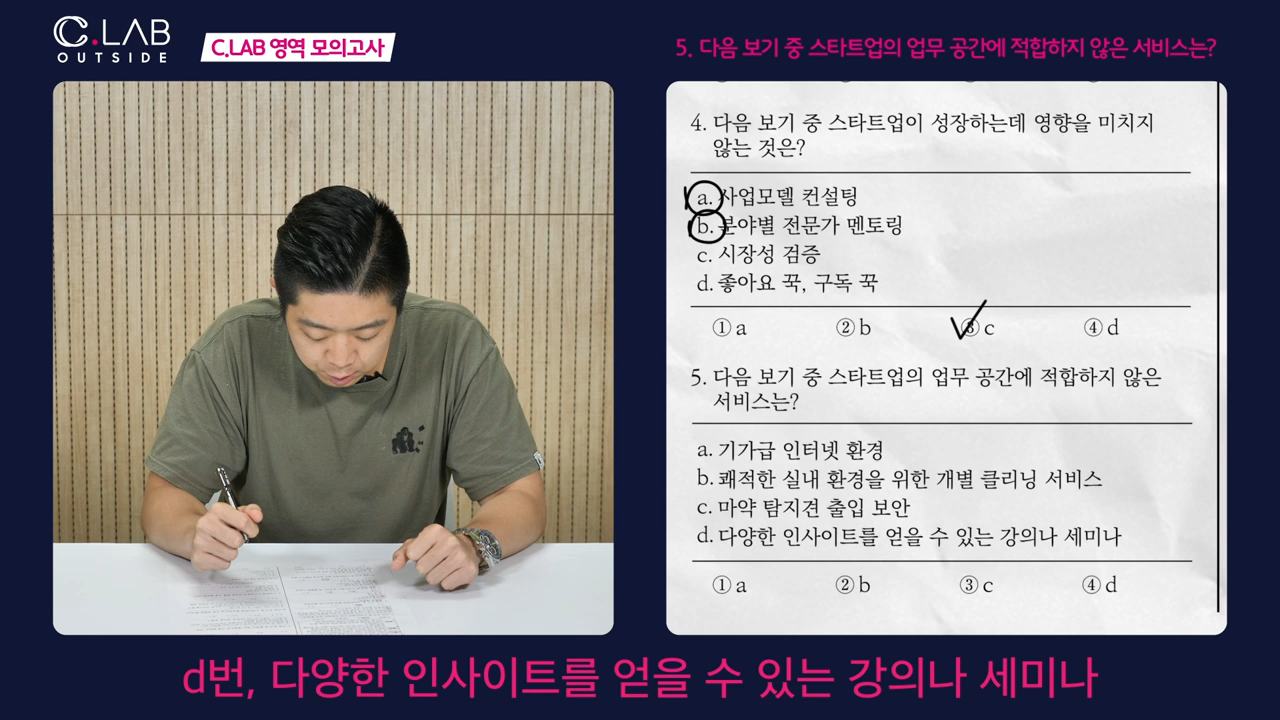 C.LAB
OUTSIDE
C.LAB 영역 모의고사
5. 다음 보기 중 스타트업의 업무 공간에 적합하지 않은 서비스는?
4. 다음 보기 중 스타트업이 성장하는데 영향을 미치지
않는 것은?
a. 사업모델 컨설팅
b. 분야별 전문가 멘토링
c. 시장성 검증
d. 좋아요 꾹, 구독 꾹
① a ② b ③ c ④ d
5. 다음 보기 중 스타트업의 업무 공간에 적합하지 않은
서비스는?
a. 기가급 인터넷 환경
b. 쾌적한 실내 환경을 위한 개별 클리닝 서비스
c. 마약 탐지견 출입 보안
d. 다양한 인사이트를 얻을 수 있는 강의나 세미나
① a ② b ③ c ④ d
d번, 다양한 인사이트를 얻을 수 있는 강의나 세미나